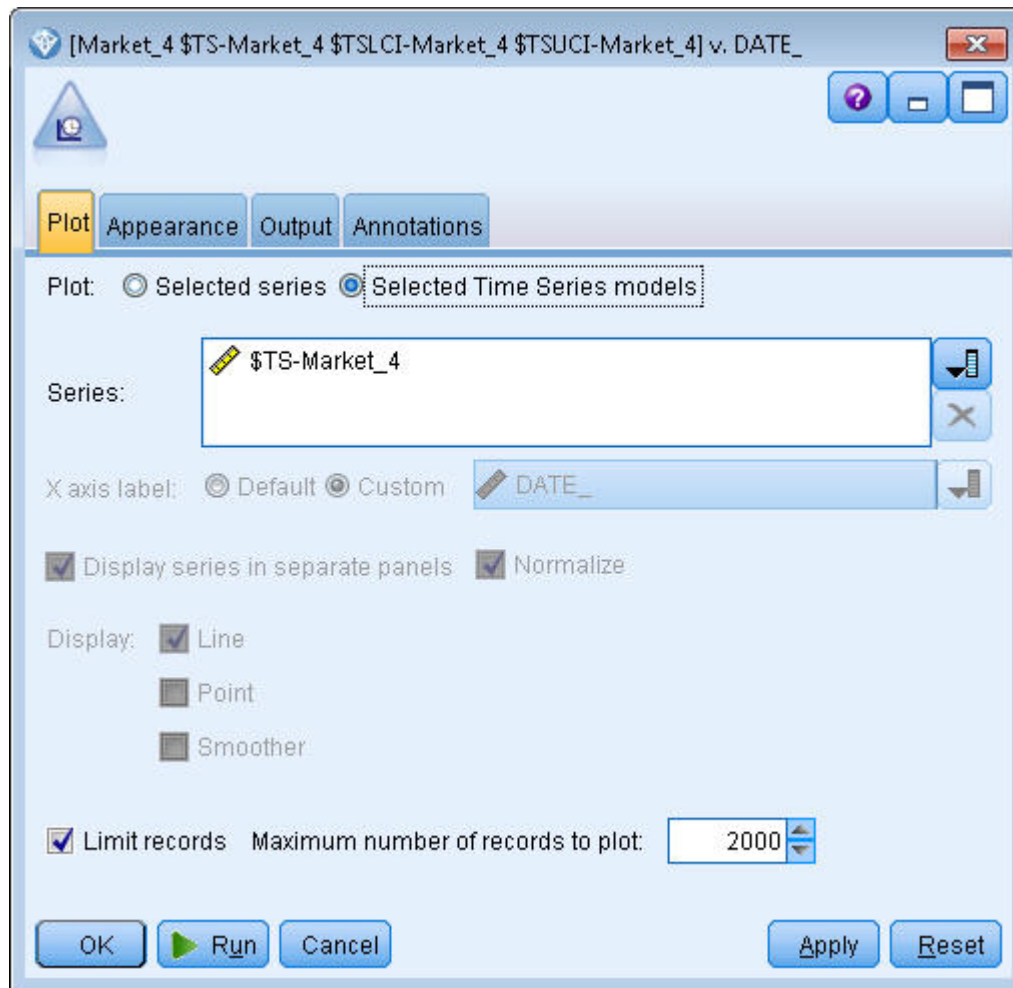 [Market_4 $TS-Market_4 $TSLCI-Market_4 $TSUCI-Market_4] v. DATE_
Plot Appearance Output Annotations
Plot: Selected series Selected Time Series models
Series: $TS-Market_4
X axis label: Default Custom DATE_
Display series in separate panels Normalize
Display: Line
Point
Smoother
Limit records Maximum number of records to plot: 2000
OK Run Cancel Apply Reset